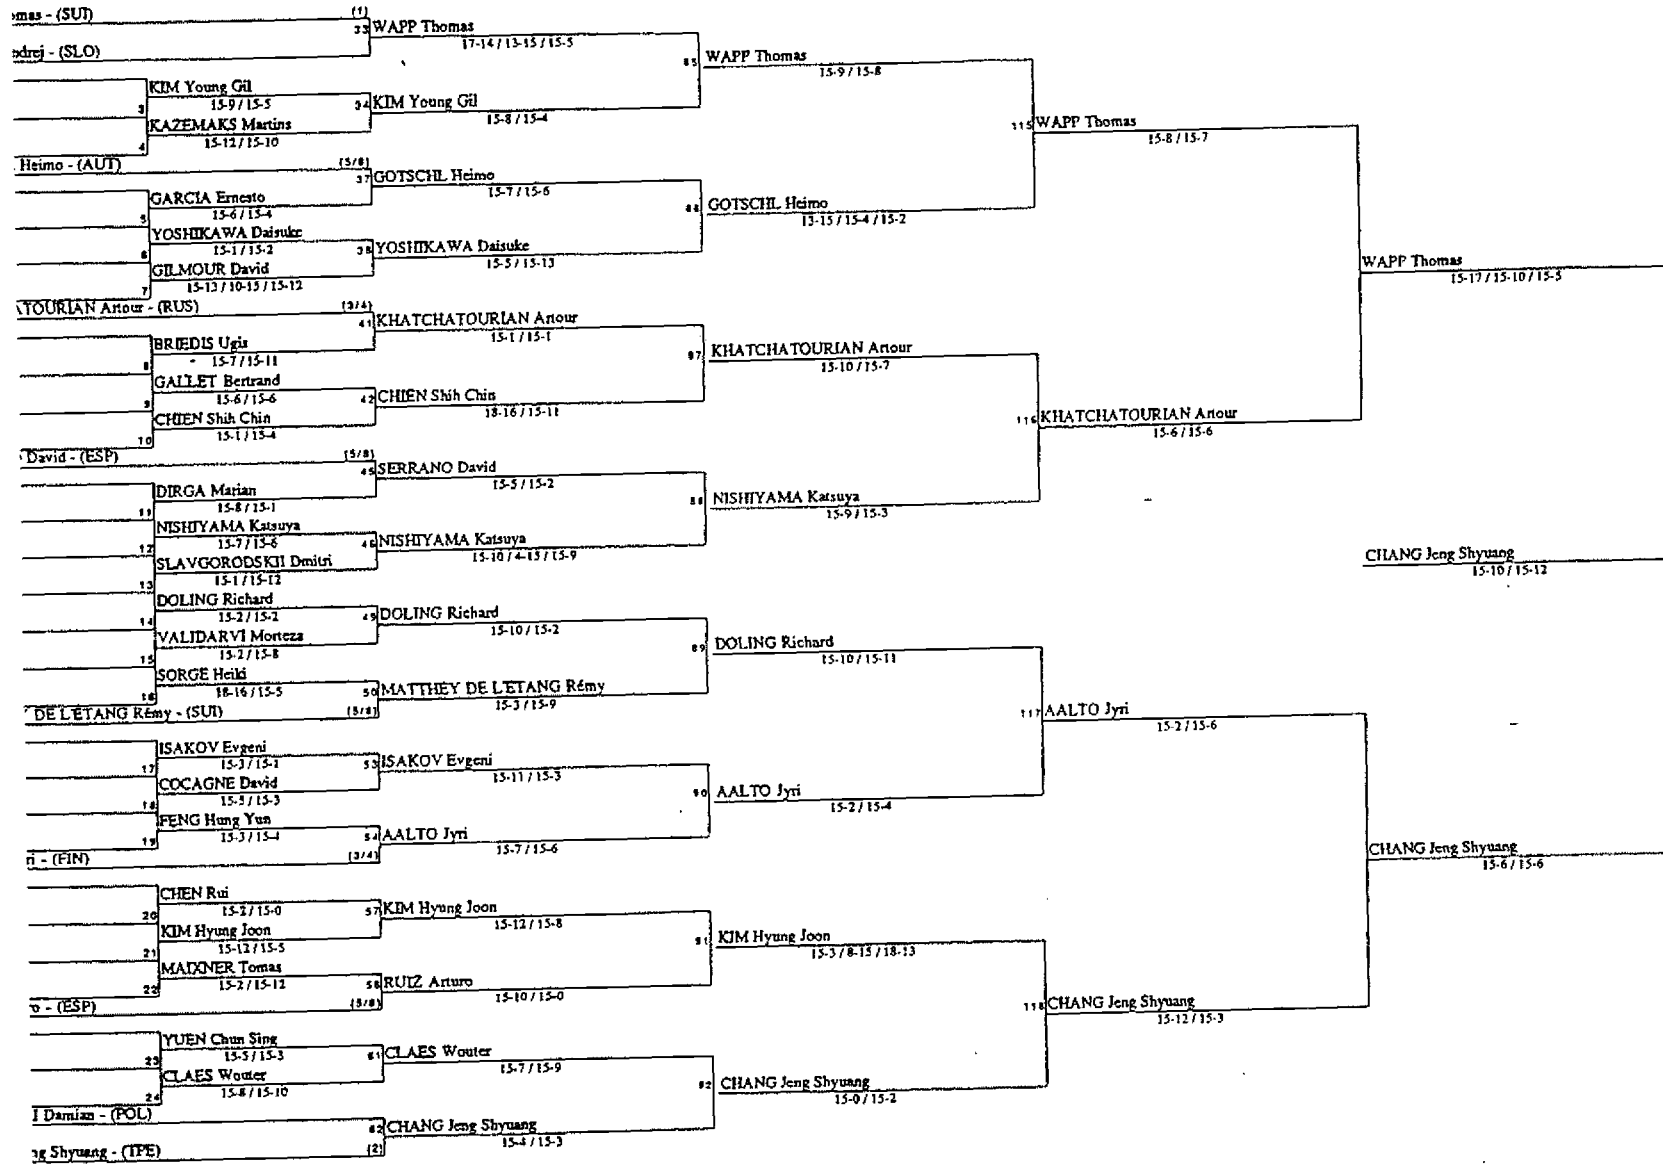 omas - (SUI)
(1)
33 WAPP Thomas
17-14 / 13-15 / 15-5
ndrej - (SLO)
85 WAPP Thomas
15-9 / 15-8
3 KIM Young Gil
15-9 / 15-5
34 KIM Young Gil
15-8 / 15-4
4 KAZEMAKS Martins
15-12 / 15-10
115 WAPP Thomas
15-8 / 15-7
Heimo - (AUT)
(5/8)
37 GOTSCHL Heimo
15-7 / 15-6
5 GARCIA Ernesto
15-6 / 15-4
GOTSCHL Heimo
13-15 / 15-4 / 15-2
6 YOSHIKAWA Daisuke
15-1 / 15-2
38 YOSHIKAWA Daisuke
15-5 / 15-13
7 GILMOUR David
15-13 / 10-15 / 15-12
WAPP Thomas
15-17 / 15-10 / 15-5
ATOURIAN Artour - (RUS)
(3/4)
41 KHATCHATOURIAN Artour
15-1 / 15-1
8 BRIEDIS Ugis
15-7 / 15-11
87 KHATCHATOURIAN Artour
15-10 / 15-7
9 GALLET Bertrand
15-6 / 15-6
42 CHIEN Shih Chin
18-16 / 15-11
10 CHIEN Shih Chin
15-1 / 15-4
116 KHATCHATOURIAN Artour
15-6 / 15-6
David - (ESP)
(5/8)
45 SERRANO David
15-5 / 15-2
11 DIRGA Marian
15-8 / 15-1
88 NISHIYAMA Katsuya
15-9 / 15-3
12 NISHIYAMA Katsuya
15-7 / 15-6
46 NISHIYAMA Katsuya
15-10 / 4-15 / 15-9
13 SLAVGORODSKII Dmitri
15-1 / 15-12
CHANG Jeng Shyuang
15-10 / 15-12
14 DOLING Richard
15-2 / 15-2
49 DOLING Richard
15-10 / 15-2
15 VALIDARVI Morteza
15-2 / 15-8
89 DOLING Richard
15-10 / 15-11
16 SORGE Heiki
18-16 / 15-5
50 MATTHEY DE L'ETANG Rémy
15-3 / 15-9
DE L'ETANG Rémy - (SUI)
(5/8)
117 AALTO Jyri
15-2 / 15-6
17 ISAKOV Evgeni
15-3 / 15-1
53 ISAKOV Evgeni
15-11 / 15-3
18 COCAGNE David
15-5 / 15-3
90 AALTO Jyri
15-2 / 15-4
19 FENG Hung Yun
15-3 / 15-4
54 AALTO Jyri
15-7 / 15-6
ri - (FIN)
(3/4)
CHANG Jeng Shyuang
15-6 / 15-6
20 CHEN Rui
15-2 / 15-0
57 KIM Hyung Joon
15-12 / 15-8
21 KIM Hyung Joon
15-12 / 15-5
91 KIM Hyung Joon
15-3 / 8-15 / 18-13
22 MAIXNER Tomas
15-2 / 15-12
58 RUIZ Arturo
15-10 / 15-0
ro - (ESP)
(5/8)
118 CHANG Jeng Shyuang
15-12 / 15-3
23 YUEN Chun Sing
15-5 / 15-3
61 CLAES Wouter
15-7 / 15-9
24 CLAES Wouter
15-8 / 15-10
92 CHANG Jeng Shyuang
15-0 / 15-2
I Damian - (POL)
62 CHANG Jeng Shyuang
15-4 / 15-3
ng Shyuang - (TPE)
(2)